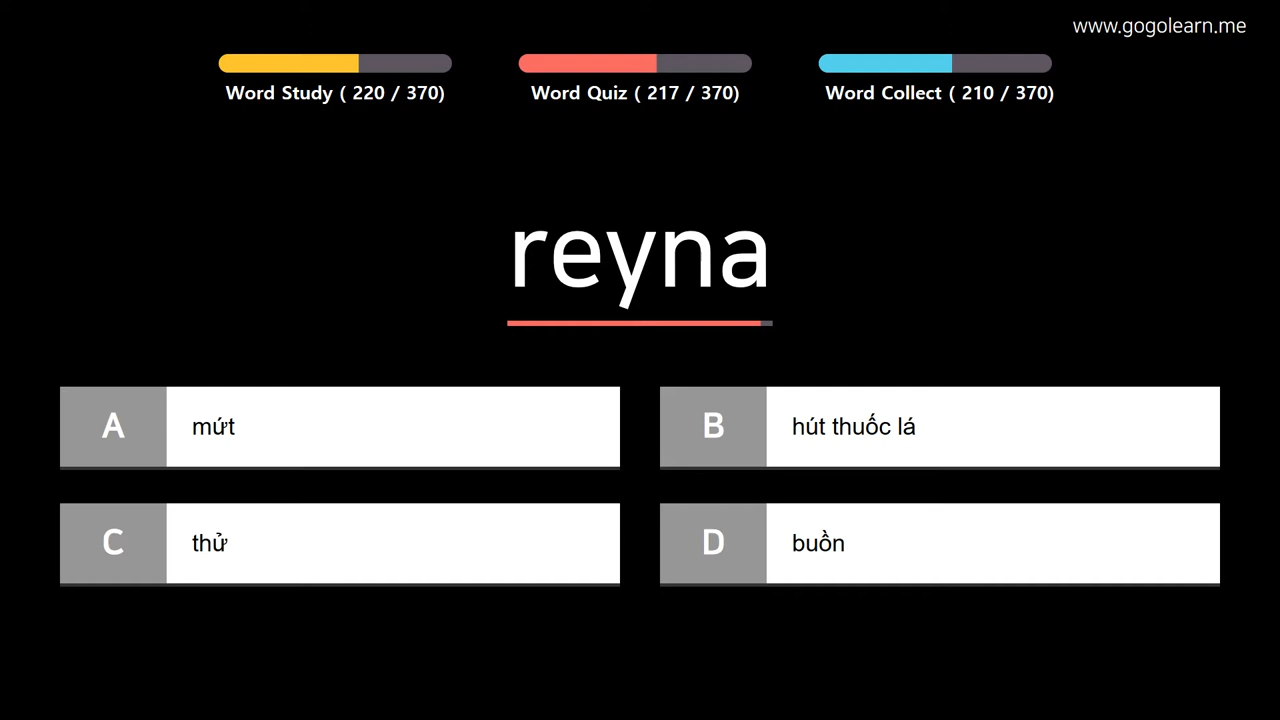 www.gogolearn.me
Word Study ( 220 / 370)
Word Quiz ( 217 / 370)
Word Collect ( 210 / 370)
reyna
A mứt
B hút thuốc lá
C thử
D buồn